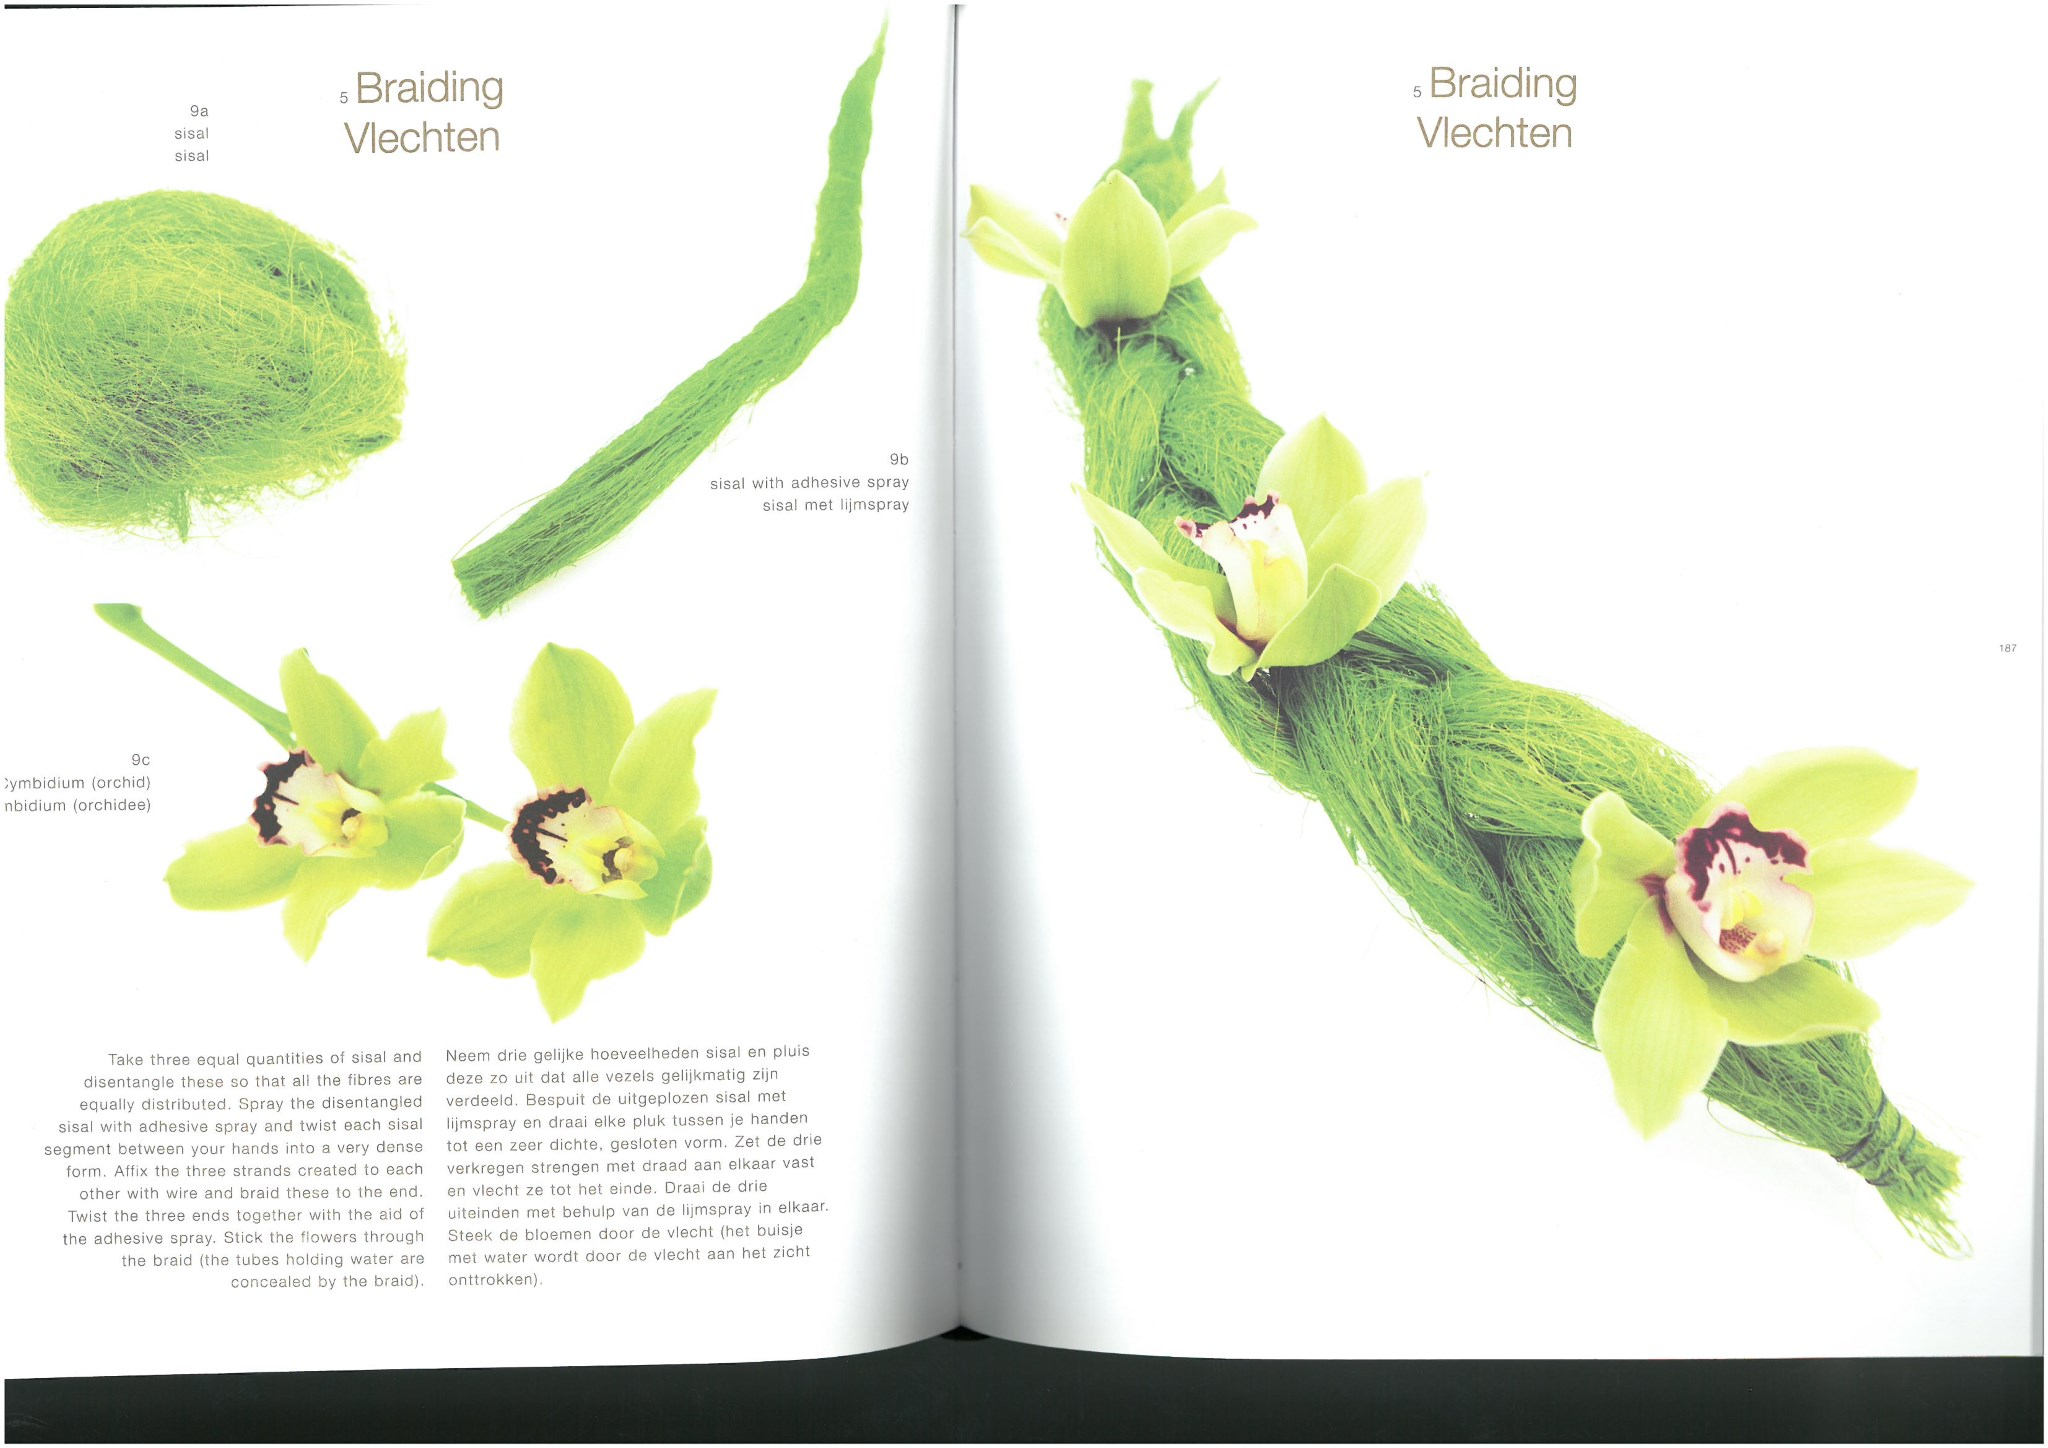 5 Braiding
Vlechten
9a
sisal
sisal
9b
sisal with adhesive spray
sisal met lijmspray
9c
(orchid)
(orchidee)
Take three equal quantities of sisal and
disentangle these so that all the fibres are
equally distributed. Spray the disentangled
sisal with adhesive spray and twist each sisal
segment between your hands into a very dense
form. Affix the three strands created to each
other with wire and braid these to the end.
Twist the three ends together with the aid of
the adhesive spray. Stick the flowers through
the braid (the tubes holding water are
concealed by the braid).
Neem drie gelijke hoeveelheden sisal en pluis
deze zo uit dat alle vezels gelijkmatig zijn
verdeeld. Bespuit de uitgeplozen sisal met
lijmspray en draai elke pluk tussen je handen
tot een zeer dichte, gesloten vorm. Zet de drie
verkregen strengen met draad aan elkaar vast
en vlecht ze tot het einde. Draai de drie
uiteinden met behulp van de lijmspray in elkaar.
Steek de bloemen door de vlecht (het buisje
met water wordt door de vlecht aan het zicht
onttrokken).
5 Braiding
Vlechten
187